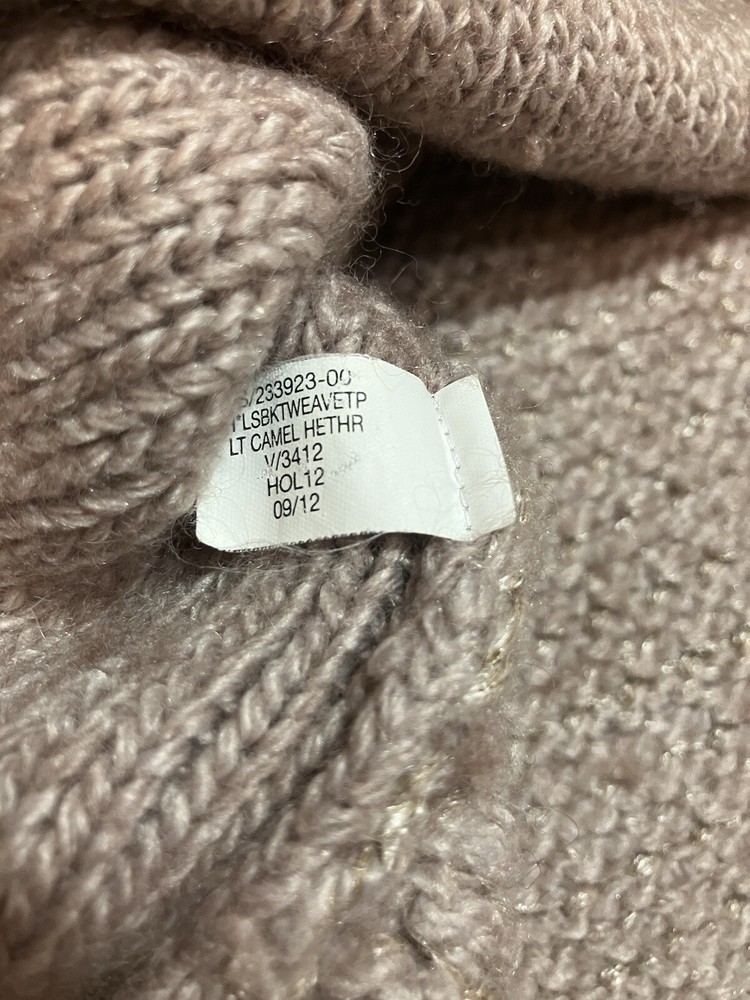 S/233923-00
*LSBKTWEAVETP
LT CAMEL HETHR
V/3412
HOL12
09/12